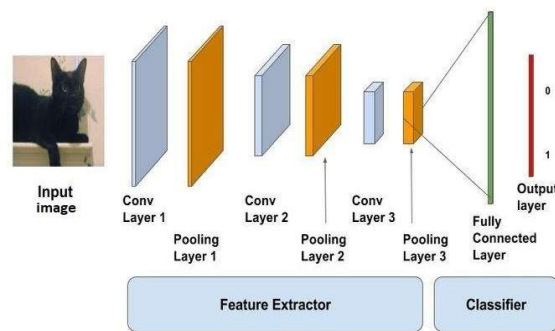 Input
image
Conv
Layer 1
Pooling
Layer 1
Conv
Layer 2
Pooling
Layer 2
Conv
Layer 3
Pooling
Layer 3
Fully
Connected
Layer
Output
layer
0
1
Feature Extractor
Classifier